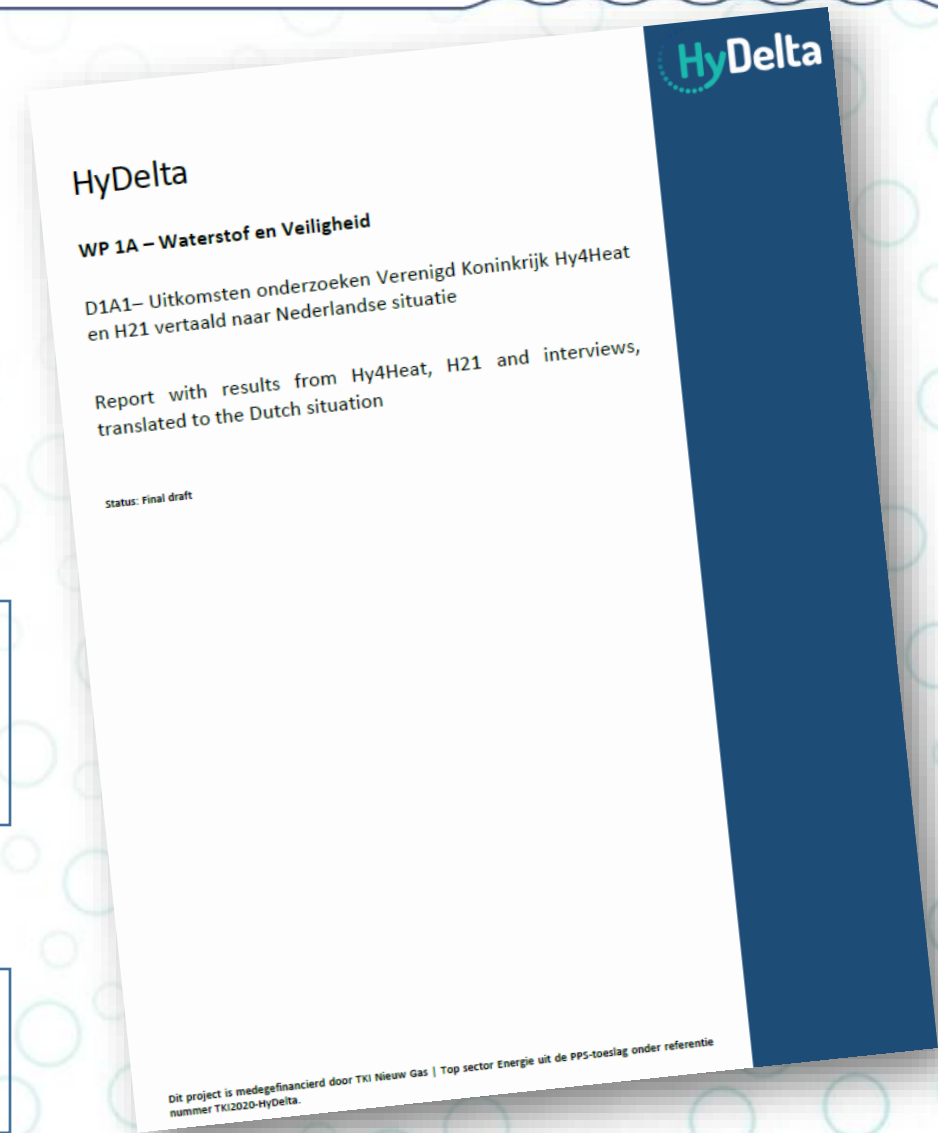 HyDelta
HyDelta
WP 1A – Waterstof en Veiligheid
D1A1– Uitkomsten onderzoeken Verenigd Koninkrijk Hy4Heat
en H21 vertaald naar Nederlandse situatie
Report with results from Hy4Heat, H21 and interviews,
translated to the Dutch situation
Status: Final draft
Dit project is medegefinancierd door TKI Nieuw Gas | Top sector Energie uit de PPS-toeslag onder referentie
nummer TKI2020-HyDelta.